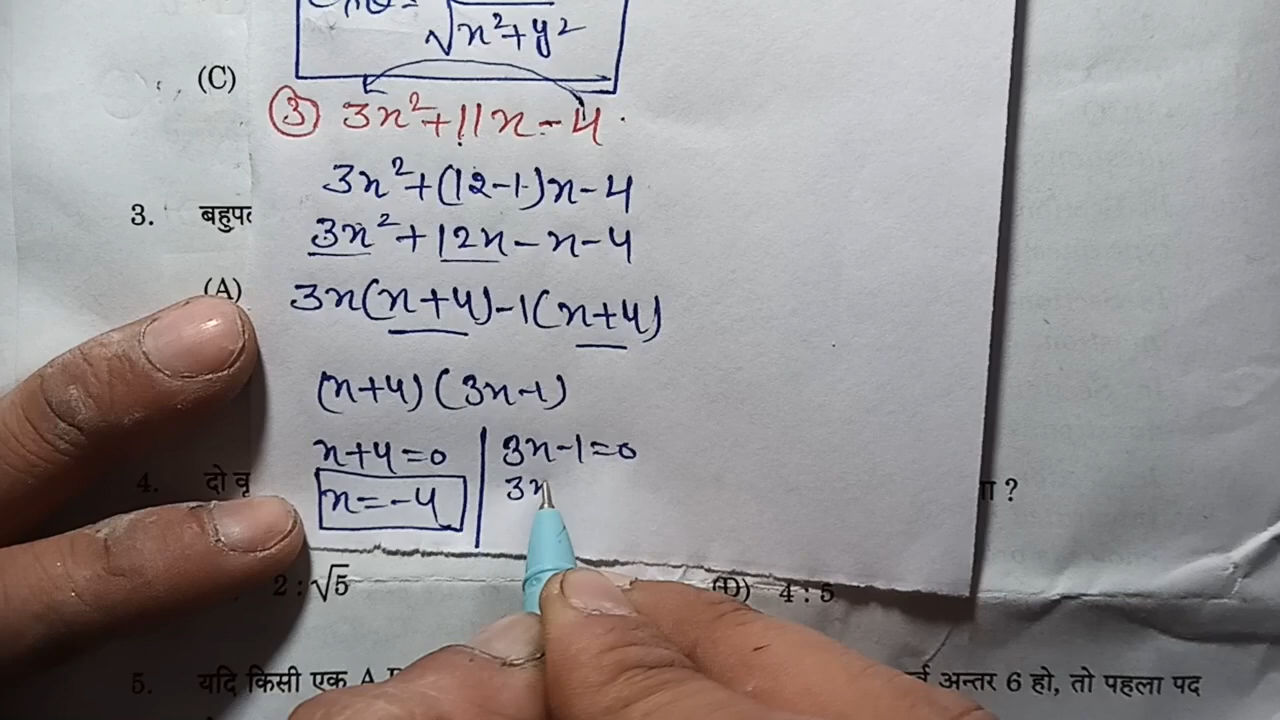 √x²+y²
(C)
③ 3x²+11x-4
3x²+(12-1)x-4
3. 
3x²+12x-x-4
(A) 3x(x+4)-1(x+4)
(x+4)(3x-1)
x+4=0 | 3x-1=0
4. दो वृ x=-4 | 3x ?
2 : √5 (D) 4 : 5
5. यदि किसी एक अन्तर 6 हो, तो पहला पद